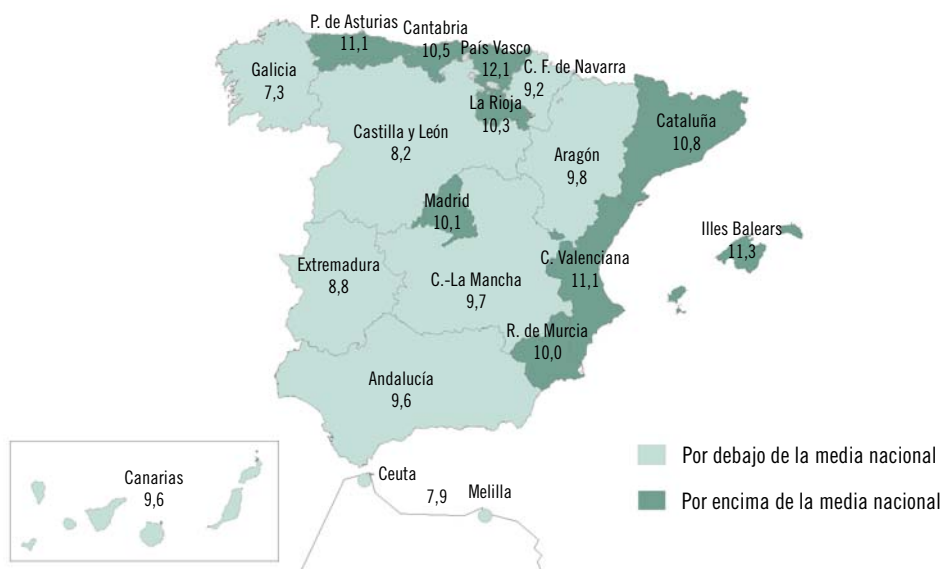 P. de Asturias
11,1
Cantabria
10,5
País Vasco
12,1
C. F. de Navarra
9,2
Galicia
7,3
La Rioja
10,3
Cataluña
10,8
Castilla y León
8,2
Aragón
9,8
Madrid
10,1
Illes Balears
11,3
C. Valenciana
11,1
Extremadura
8,8
C.-La Mancha
9,7
R. de Murcia
10,0
Andalucía
9,6
Canarias
9,6
Ceuta
7,9
Melilla
Por debajo de la media nacional
Por encima de la media nacional